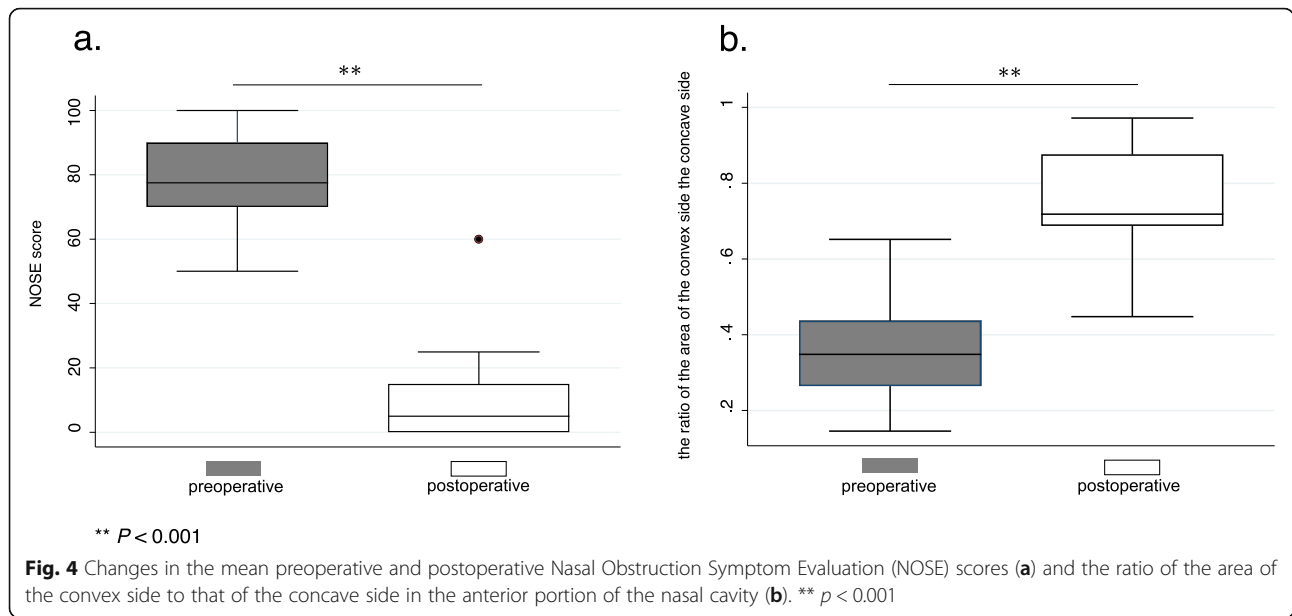 a.
**
NOSE score
100
80
60
40
20
0
preoperative
postoperative
** P < 0.001
b.
**
the ratio of the area of the convex side the concave side
1
.8
.6
.4
.2
preoperative
postoperative
Fig. 4 Changes in the mean preoperative and postoperative Nasal Obstruction Symptom Evaluation (NOSE) scores (a) and the ratio of the area of
the convex side to that of the concave side in the anterior portion of the nasal cavity (b). ** p < 0.001